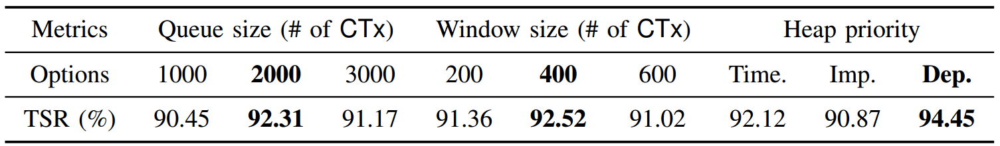 Metrics Queue size (# of CTx) Window size (# of CTx) Heap priority
Options 1000 2000 3000 200 400 600 Time. Imp. Dep.
TSR (%) 90.45 92.31 91.17 91.36 92.52 91.02 92.12 90.87 94.45